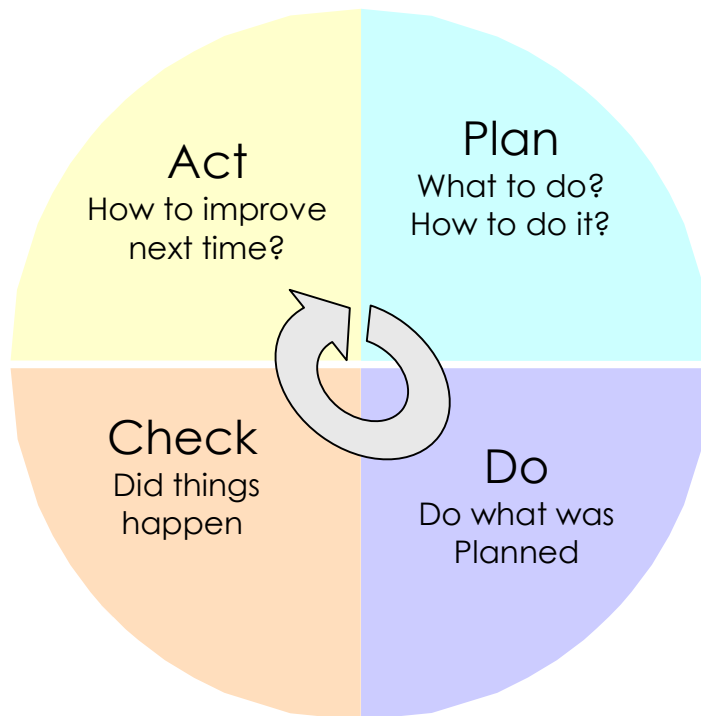 Plan
What to do?
How to do it?
Do
Do what was
Planned
Check
Did things
happen
Act
How to improve
next time?